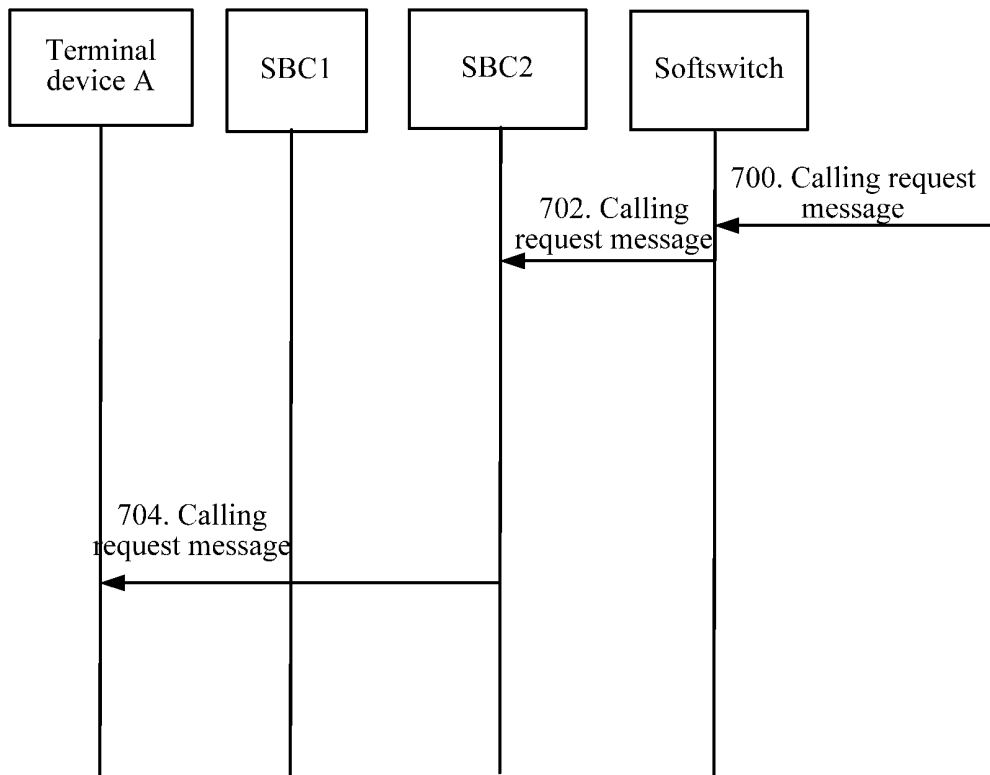 Terminal
device A
SBC1
SBC2
Softswitch
700. Calling request
message
702. Calling
request message
704. Calling
request message